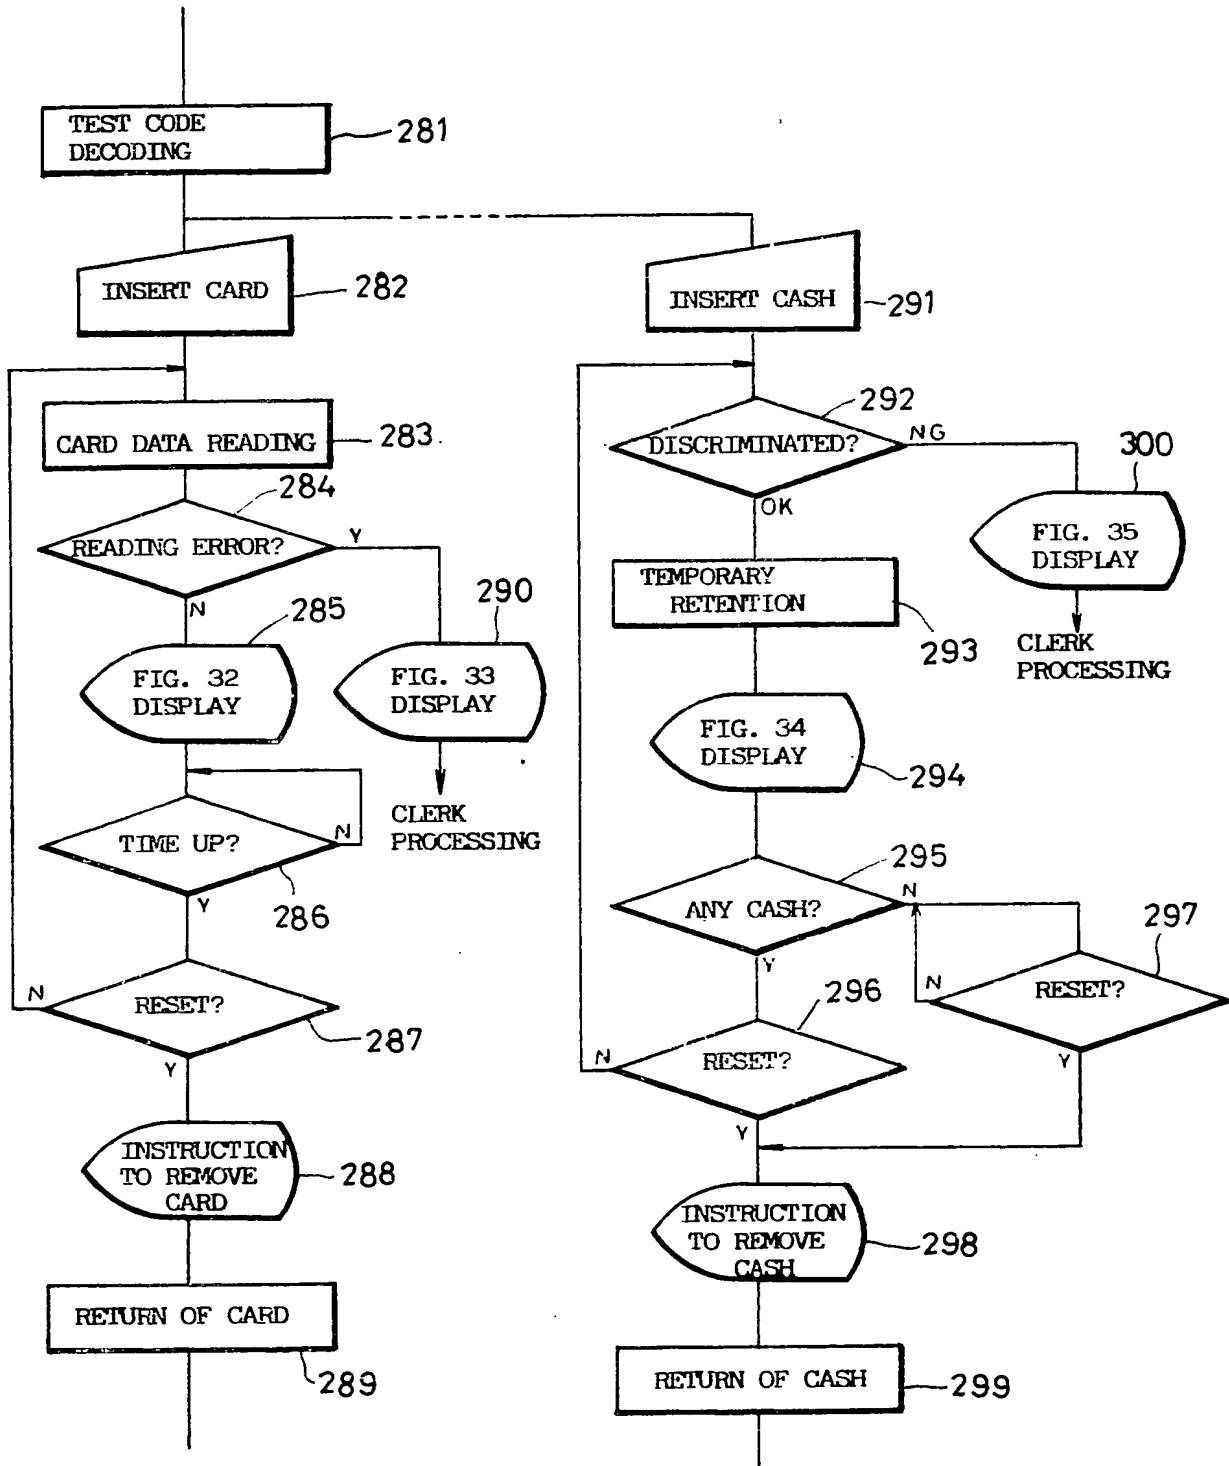 TEST CODE
DECODING
281
INSERT CARD
282
CARD DATA READING
283
284
READING ERROR?
Y
N
285
FIG. 32
DISPLAY
290
FIG. 33
DISPLAY
CLERK
PROCESSING
TIME UP?
N
Y
286
RESET?
N
Y
287
INSTRUCTION
TO REMOVE
CARD
288
RETURN OF CARD
289
INSERT CASH
291
292
DISCRIMINATED?
NG
OK
300
FIG. 35
DISPLAY
CLERK
PROCESSING
TEMPORARY
RETENTION
293
FIG. 34
DISPLAY
294
295
ANY CASH?
N
Y
297
RESET?
N
Y
296
RESET?
N
Y
INSTRUCTION
TO REMOVE
CASH
298
RETURN OF CASH
299